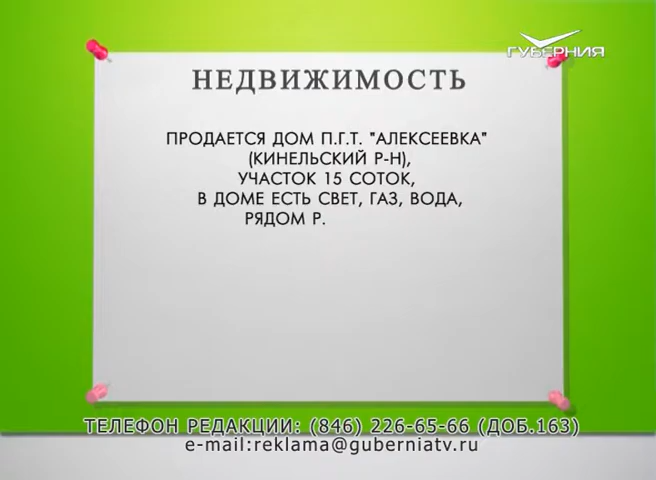 ГУБЕРНИЯ
НЕДВИЖИМОСТЬ
ПРОДАЕТСЯ ДОМ П.Г.Т. "АЛЕКСЕЕВКА"
(КИНЕЛЬСКИЙ Р-Н),
УЧАСТОК 15 СОТОК,
В ДОМЕ ЕСТЬ СВЕТ, ГАЗ, ВОДА,
РЯДОМ Р.
ТЕЛЕФОН РЕДАКЦИИ: (846) 226-65-66 (ДОБ.163)
e-mail:reklama@guberniatv.ru